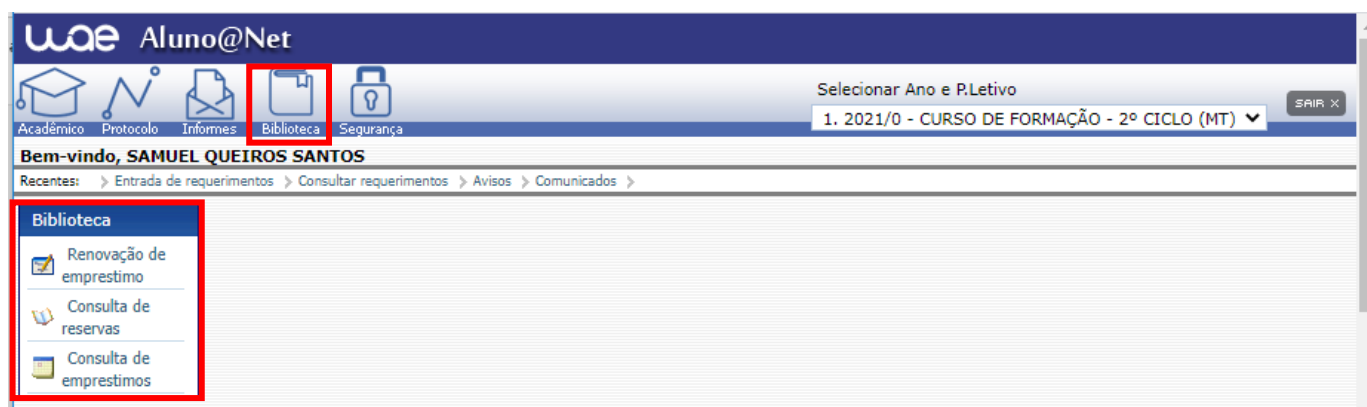 wae Aluno@Net
Selecionar Ano e P.Letivo
1. 2021/0 - CURSO DE FORMAÇÃO - 2º CICLO (MT)
SAIR X
Acadêmico Protocolo Informes Biblioteca Segurança
Bem-vindo, SAMUEL QUEIROS SANTOS
Recentes: > Entrada de requerimentos > Consultar requerimentos > Avisos > Comunicados >
Biblioteca
Renovação de
emprestimo
Consulta de
reservas
Consulta de
emprestimos